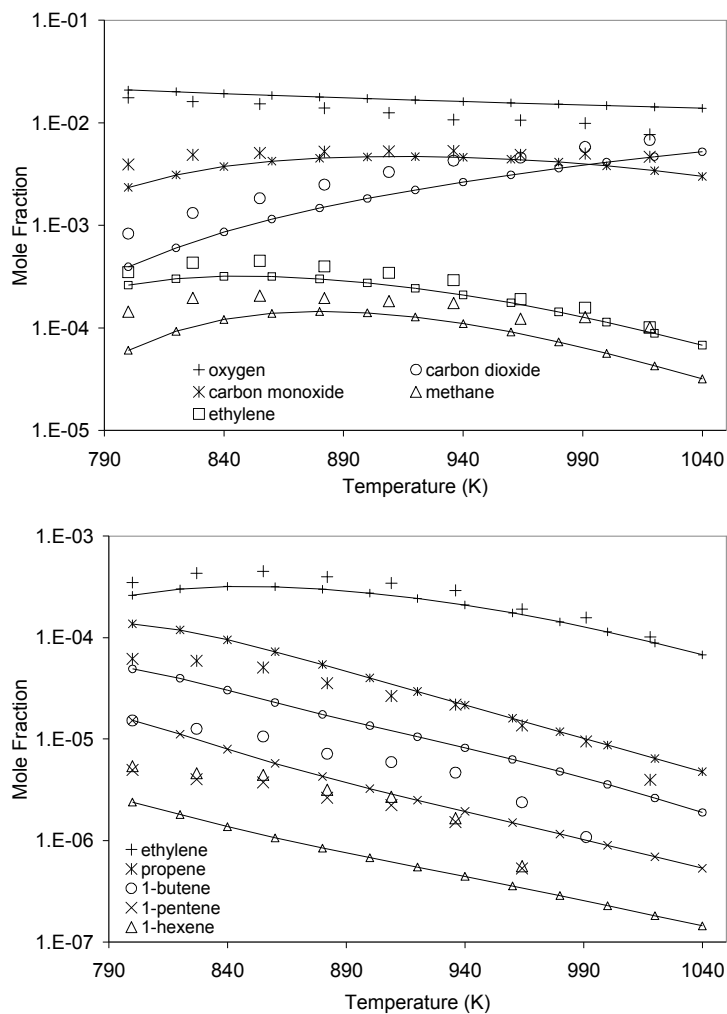 1.E-01
1.E-02
1.E-03
1.E-04
1.E-05
Mole Fraction
oxygen
carbon dioxide
carbon monoxide
methane
ethylene
790 840 890 940 990 1040
Temperature (K)
1.E-03
1.E-04
1.E-05
1.E-06
1.E-07
Mole Fraction
ethylene
propene
1-butene
1-pentene
1-hexene
790 840 890 940 990 1040
Temperature (K)